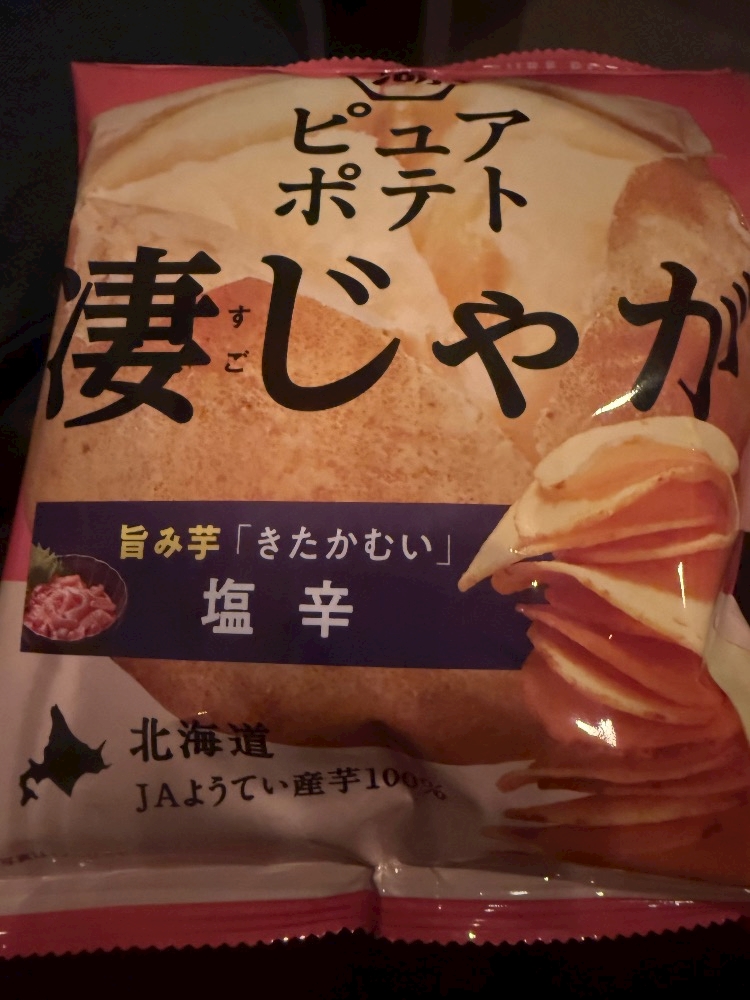 ピュア
ポテト
凄じゃが
すご
旨み芋「きたかむい」
塩辛
北海道
JAようてい産芋100%